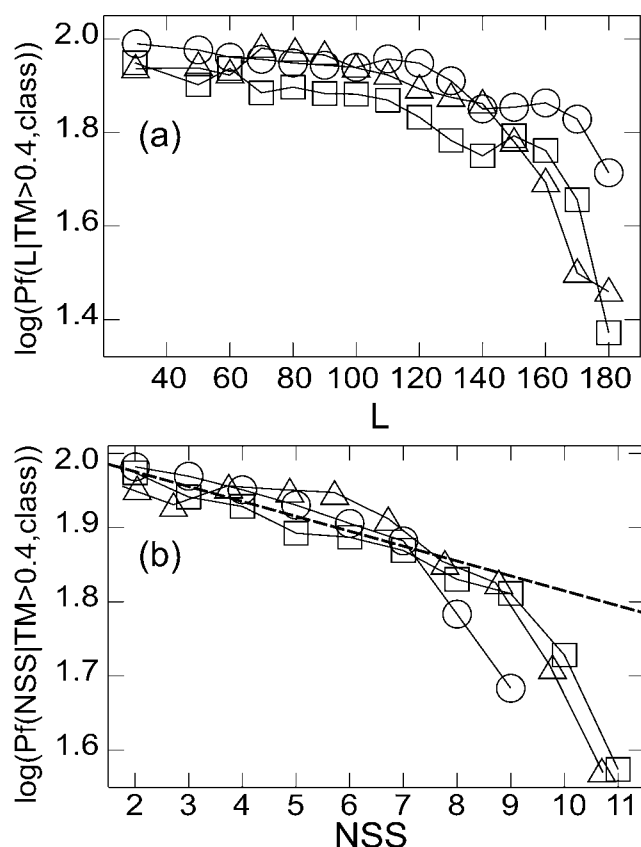 log(Pf(L|TM>0.4,class))
2.0
1.8
1.6
1.4
(a)
40 60 80 100 120 140 160 180
L
log(Pf(NSS|TM>0.4,class))
2.0
1.9
1.8
1.7
1.6
(b)
2 3 4 5 6 7 8 9 10 11
NSS